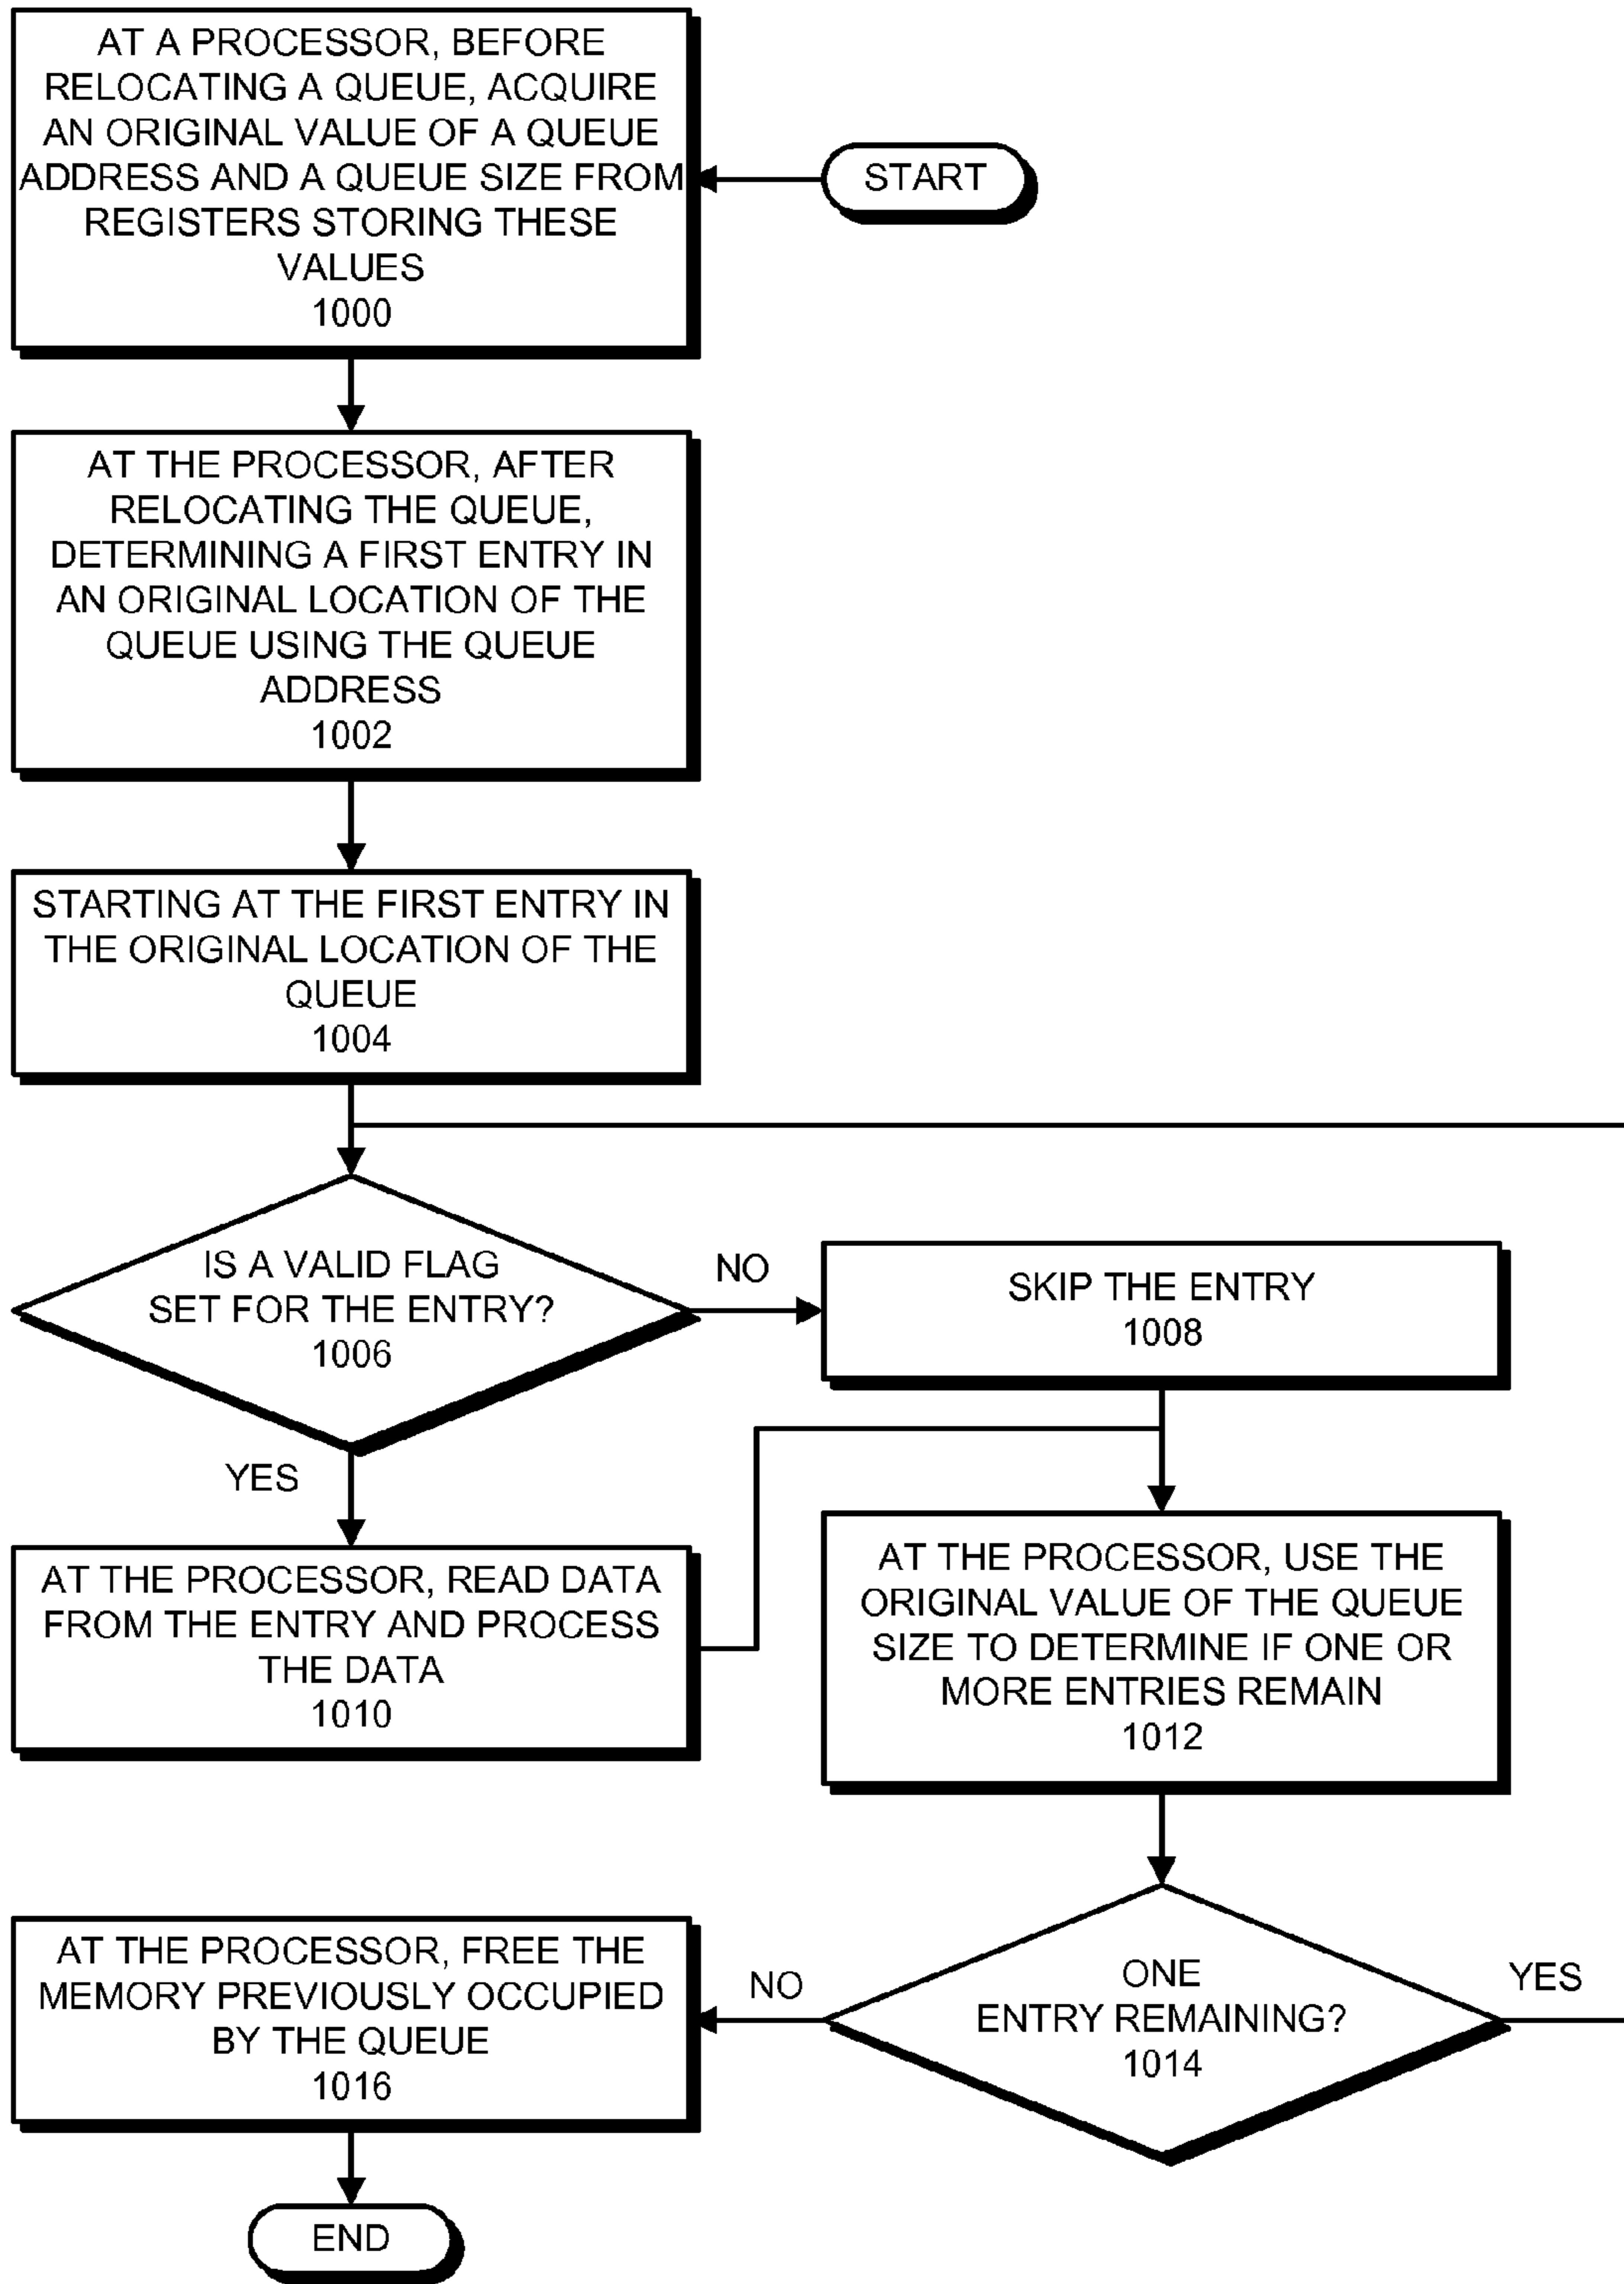 AT A PROCESSOR, BEFORE
RELOCATING A QUEUE, ACQUIRE
AN ORIGINAL VALUE OF A QUEUE
ADDRESS AND A QUEUE SIZE FROM
REGISTERS STORING THESE
VALUES
1000
START
AT THE PROCESSOR, AFTER
RELOCATING THE QUEUE,
DETERMINING A FIRST ENTRY IN
AN ORIGINAL LOCATION OF THE
QUEUE USING THE QUEUE
ADDRESS
1002
STARTING AT THE FIRST ENTRY IN
THE ORIGINAL LOCATION OF THE
QUEUE
1004
IS A VALID FLAG
SET FOR THE ENTRY?
1006
NO
SKIP THE ENTRY
1008
YES
AT THE PROCESSOR, READ DATA
FROM THE ENTRY AND PROCESS
THE DATA
1010
AT THE PROCESSOR, USE THE
ORIGINAL VALUE OF THE QUEUE
SIZE TO DETERMINE IF ONE OR
MORE ENTRIES REMAIN
1012
ONE
ENTRY REMAINING?
1014
YES
NO
AT THE PROCESSOR, FREE THE
MEMORY PREVIOUSLY OCCUPIED
BY THE QUEUE
1016
END